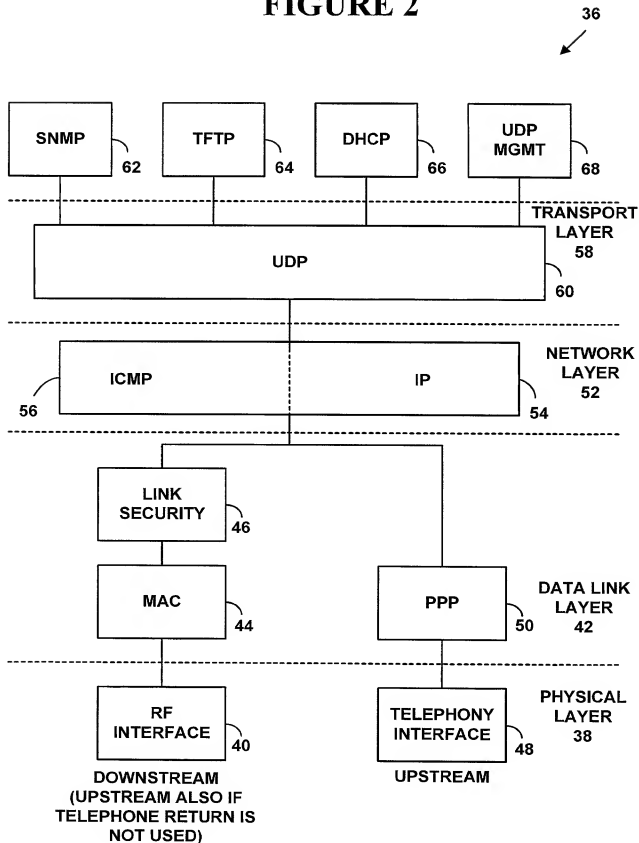 FIGURE 2
36
SNMP
62
TFTP
64
DHCP
66
UDP
MGMT
68
TRANSPORT
LAYER
58
UDP
60
NETWORK
LAYER
52
ICMP
56
IP
54
LINK
SECURITY
46
MAC
44
PPP
50
DATA LINK
LAYER
42
PHYSICAL
LAYER
38
RF
INTERFACE
40
TELEPHONY
INTERFACE
48
DOWNSTREAM
(UPSTREAM ALSO IF
TELEPHONE RETURN IS
NOT USED)
UPSTREAM